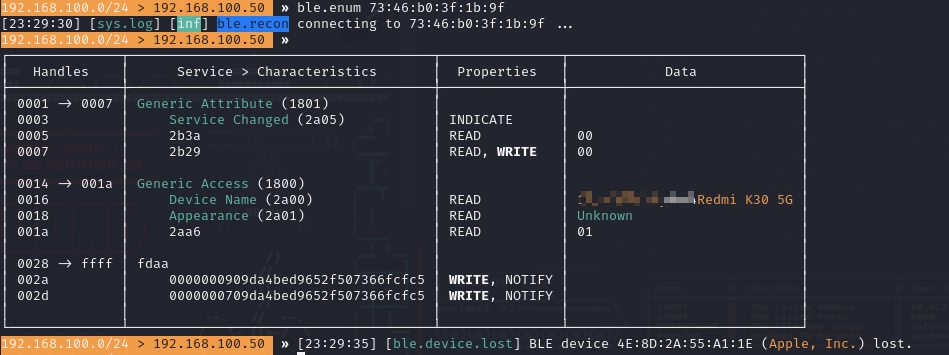 192.168.100.0/24 > 192.168.100.50 » ble.enum 73:46:b0:3f:1b:9f
[23:29:30] [sys.log] [inf] ble.recon connecting to 73:46:b0:3f:1b:9f ...
192.168.100.0/24 > 192.168.100.50 »
Handles Service > Characteristics Properties Data
0001 -> 0007 Generic Attribute (1801)
0003 Service Changed (2a05) INDICATE
0005 2b3a READ 00
0007 2b29 READ, WRITE 00
0014 -> 001a Generic Access (1800)
0016 Device Name (2a00) READ Redmi K30 5G
0018 Appearance (2a01) READ Unknown
001a 2aa6 READ 01
0028 -> ffff fdaa
002a 0000000909da4bed9652f507366fcfc5 WRITE, NOTIFY
002d 0000000709da4bed9652f507366fcfc5 WRITE, NOTIFY
192.168.100.0/24 > 192.168.100.50 » [23:29:35] [ble.device.lost] BLE device 4E:8D:2A:55:A1:1E (Apple, Inc.) lost.